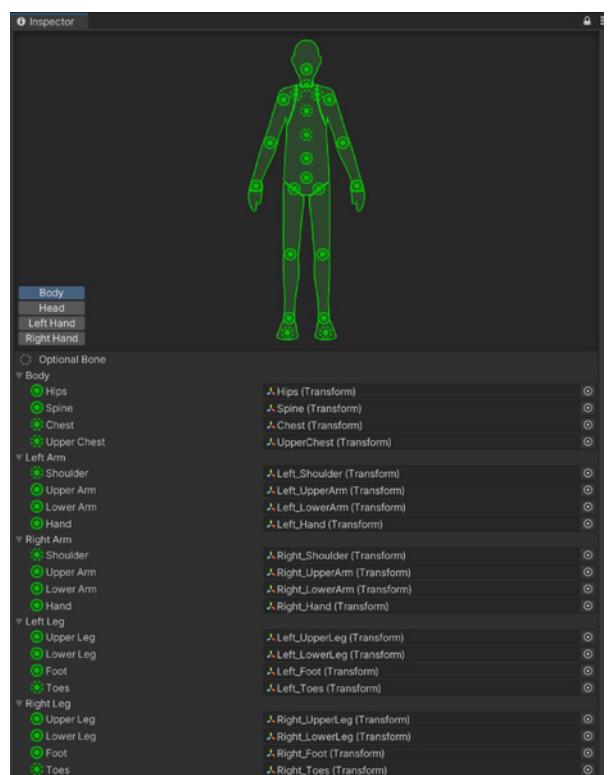 Inspector
Body
Head
Left Hand
Right Hand
Optional Bone
Body
Hips Hips (Transform)
Spine Spine (Transform)
Chest Chest (Transform)
Upper Chest UpperChest (Transform)
Left Arm
Shoulder Left_Shoulder (Transform)
Upper Arm Left_UpperArm (Transform)
Lower Arm Left_LowerArm (Transform)
Hand Left_Hand (Transform)
Right Arm
Shoulder Right_Shoulder (Transform)
Upper Arm Right_UpperArm (Transform)
Lower Arm Right_LowerArm (Transform)
Hand Right_Hand (Transform)
Left Leg
Upper Leg Left_UpperLeg (Transform)
Lower Leg Left_LowerLeg (Transform)
Foot Left_Foot (Transform)
Toes Left_Toes (Transform)
Right Leg
Upper Leg Right_UpperLeg (Transform)
Lower Leg Right_LowerLeg (Transform)
Foot Right_Foot (Transform)
Toes Right_Toes (Transform)